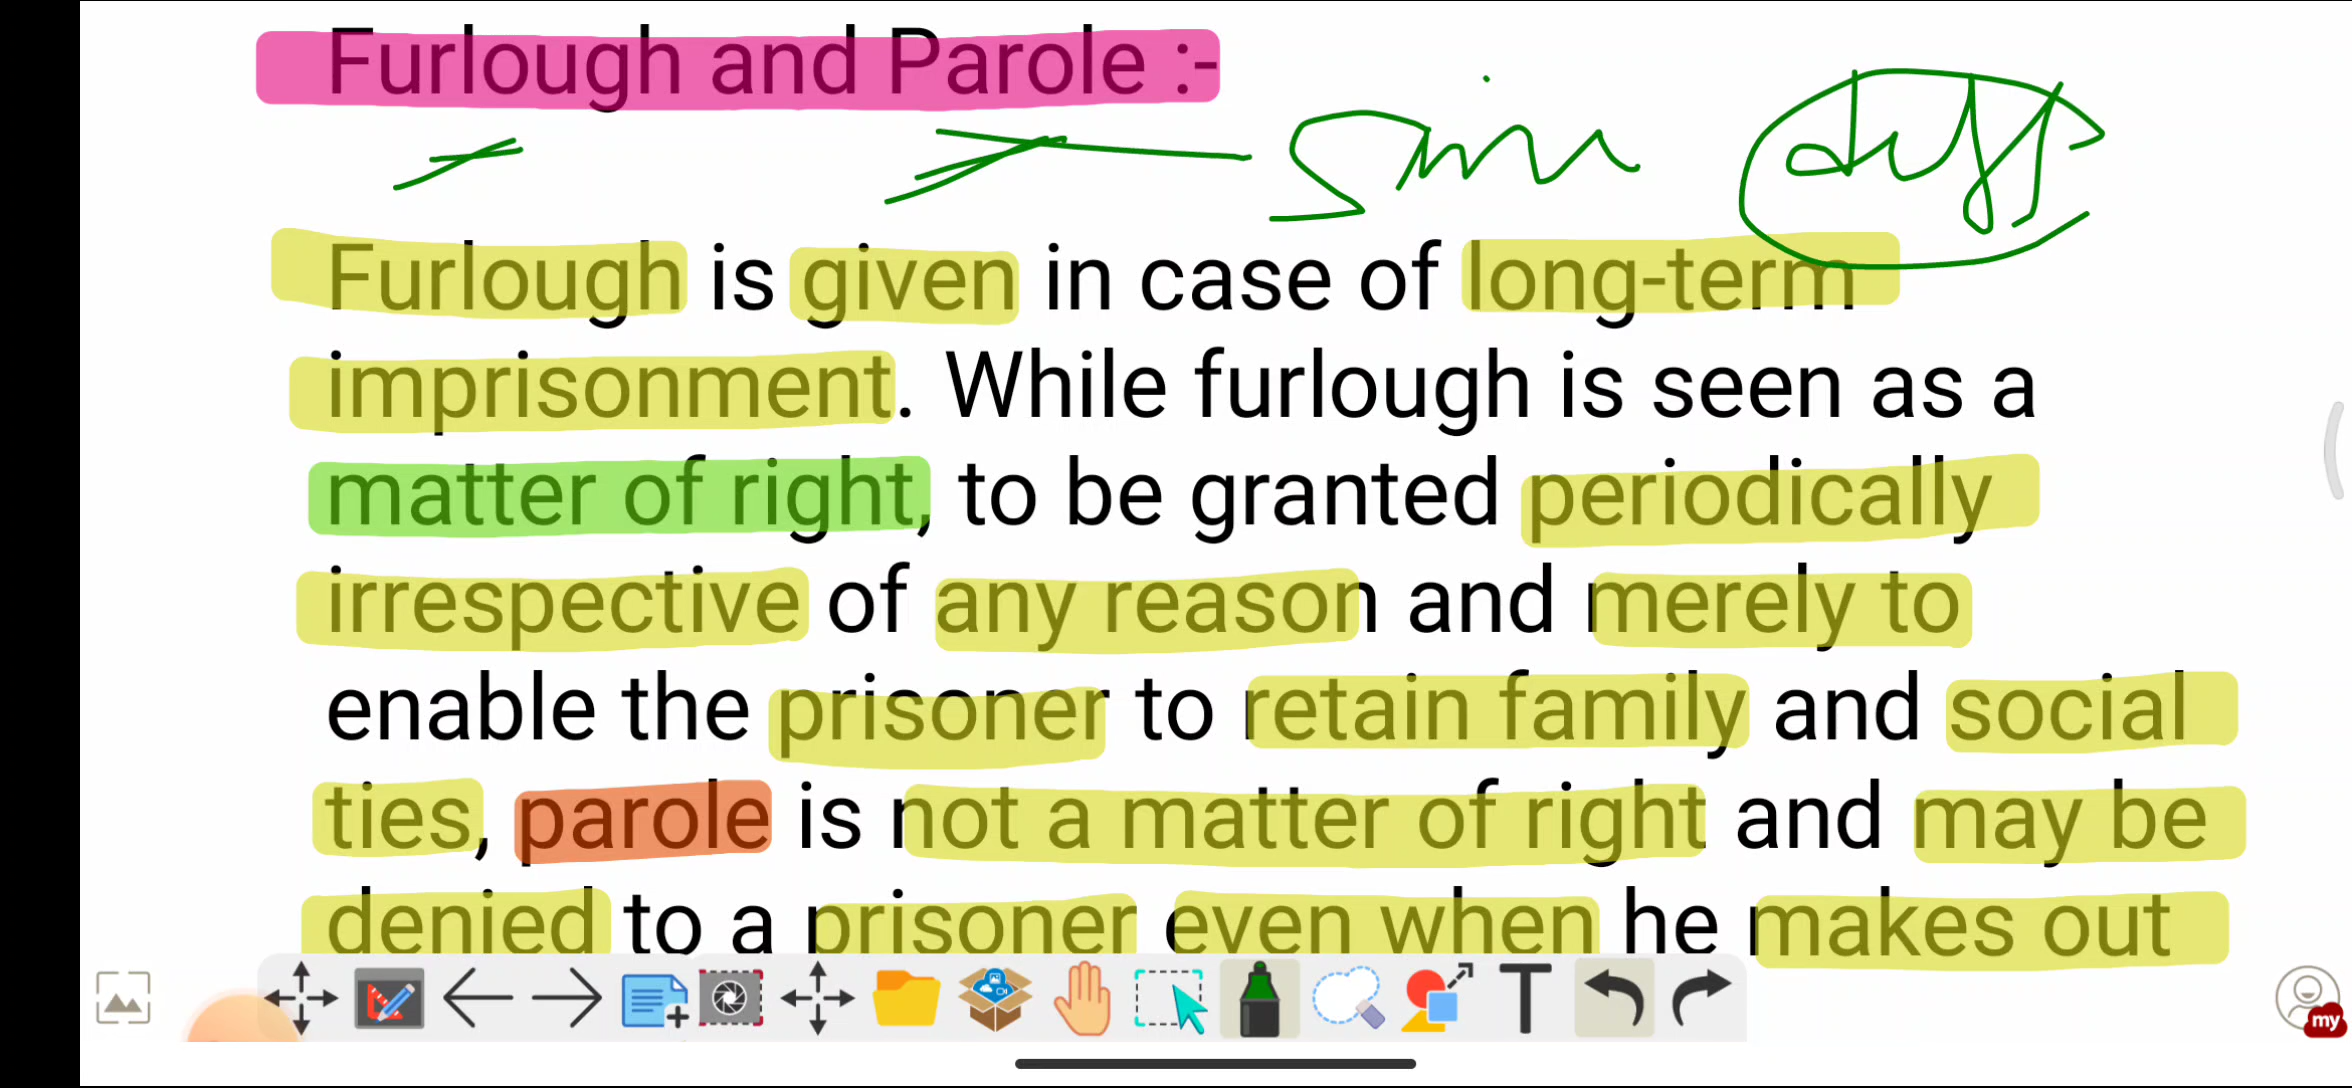 Furlough and Parole :-
Sim diff
Furlough is given in case of long-term
imprisonment. While furlough is seen as a
matter of right, to be granted periodically
irrespective of any reason and merely to
enable the prisoner to retain family and social
ties, parole is not a matter of right and may be
denied to a prisoner even when he makes out
T
my